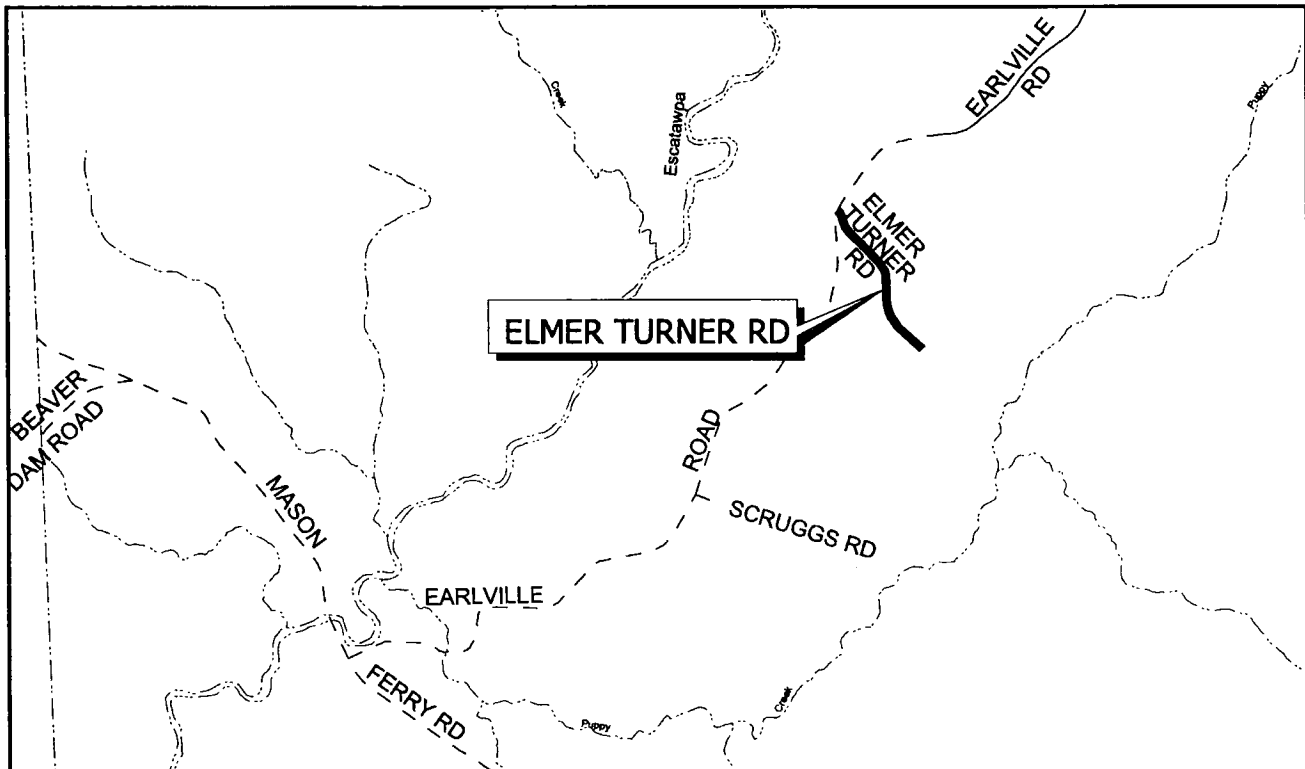 EARLVILLE
RD
Creek
Escatawpa
Puppy
ELMER
TURNER
RD
ELMER TURNER RD
BEAVER
DAM ROAD
MASON
ROAD
SCRUGGS RD
EARLVILLE
FERRY RD
Puppy
Creek